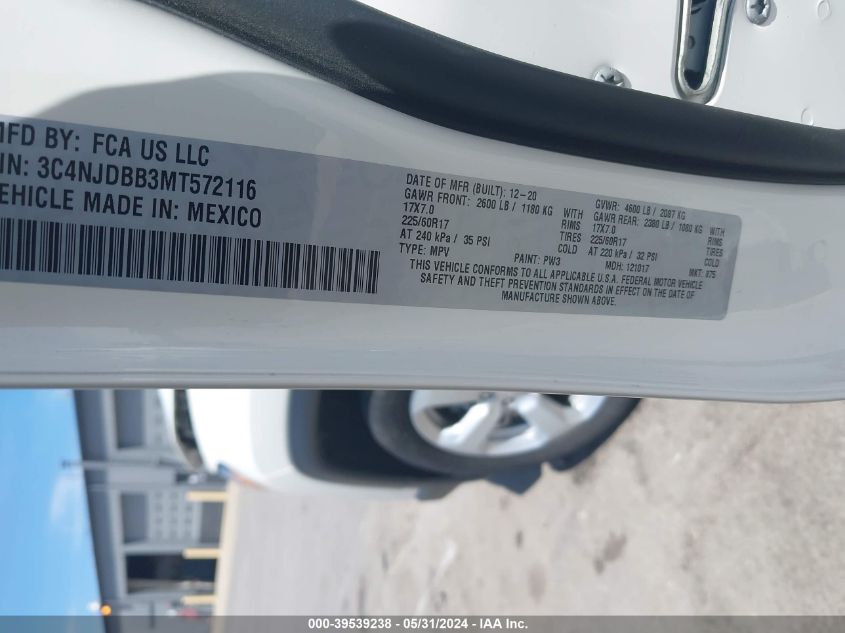 MFD BY: FCA US LLC
VIN: 3C4NJDBB3MT572116
VEHICLE MADE IN: MEXICO
DATE OF MFR (BUILT): 12-20
GAWR FRONT: 2600 LB / 1180 KG WITH
17X7.0 RIMS
225/60R17 TIRES
AT 240 kPa / 35 PSI COLD
TYPE: MPV PAINT: PW3
GVWR: 4600 LB / 2087 KG
GAWR REAR: 2380 LB / 1080 KG WITH
17X7.0 RIMS
225/60R17 TIRES
AT 220 kPa / 32 PSI COLD
MDH: 121017 MKT: 875
THIS VEHICLE CONFORMS TO ALL APPLICABLE U.S.A. FEDERAL MOTOR VEHICLE
SAFETY AND THEFT PREVENTION STANDARDS IN EFFECT ON THE DATE OF
MANUFACTURE SHOWN ABOVE.
000-39539238 - 05/31/2024 - IAA Inc.